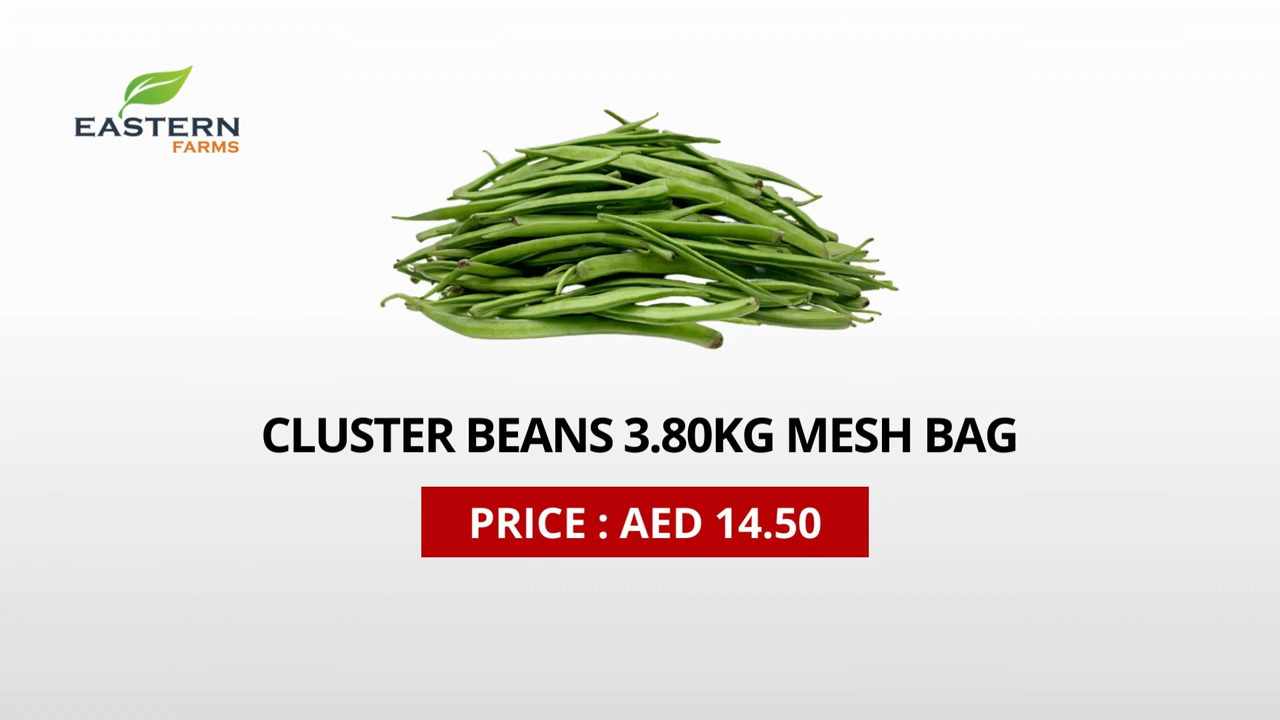 EASTERN
FARMS
CLUSTER BEANS 3.80KG MESH BAG
PRICE : AED 14.50